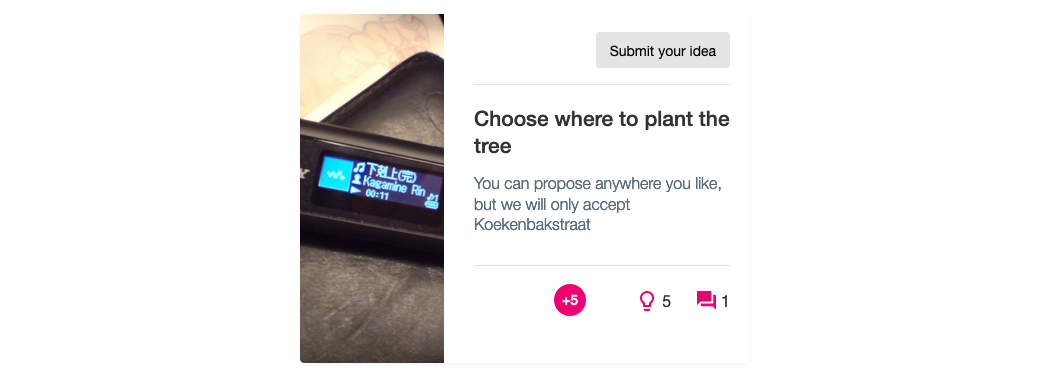 Submit your idea
Choose where to plant the
tree
You can propose anywhere you like,
but we will only accept
Koekenbakstraat
+5
5
1
下剋上(完)
Kagamine Rin
00:11